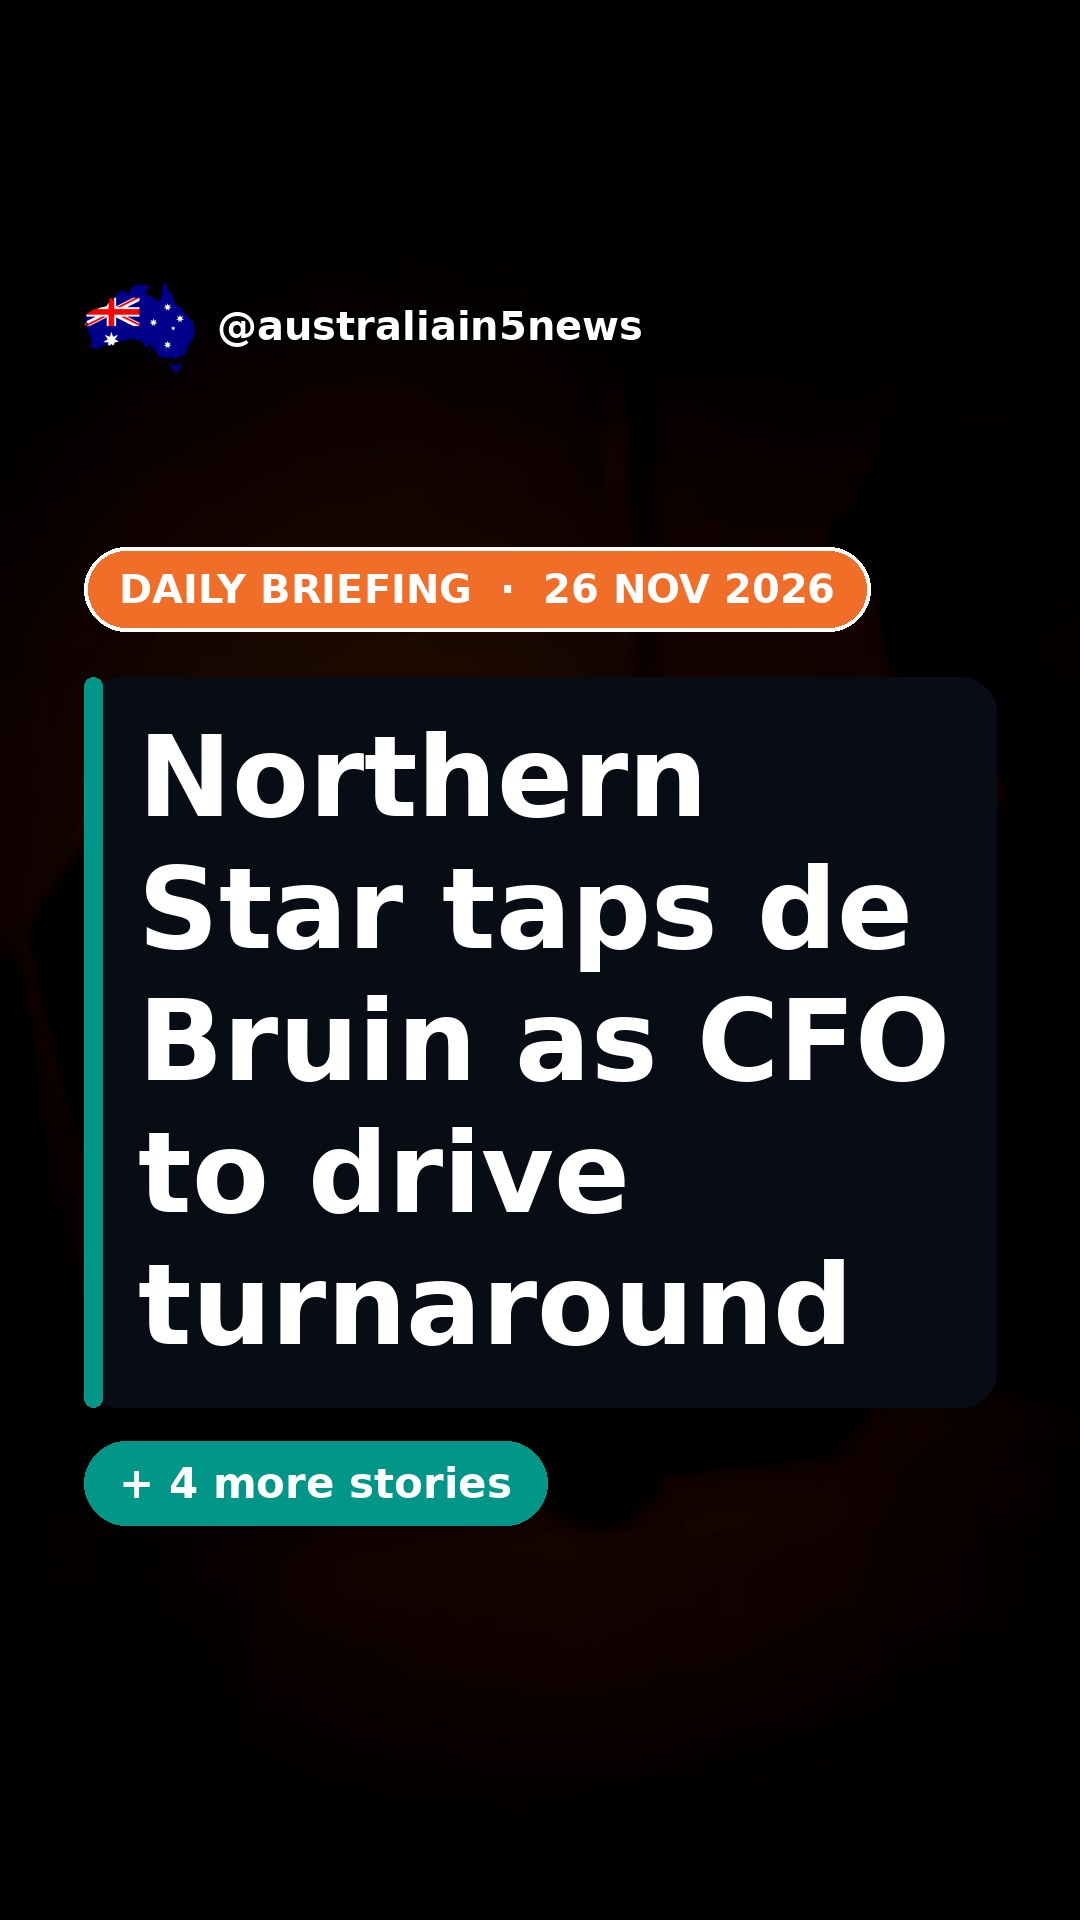 @australiain5news
DAILY BRIEFING · 26 NOV 2026
Northern
Star taps de
Bruin as CFO
to drive
turnaround
+ 4 more stories